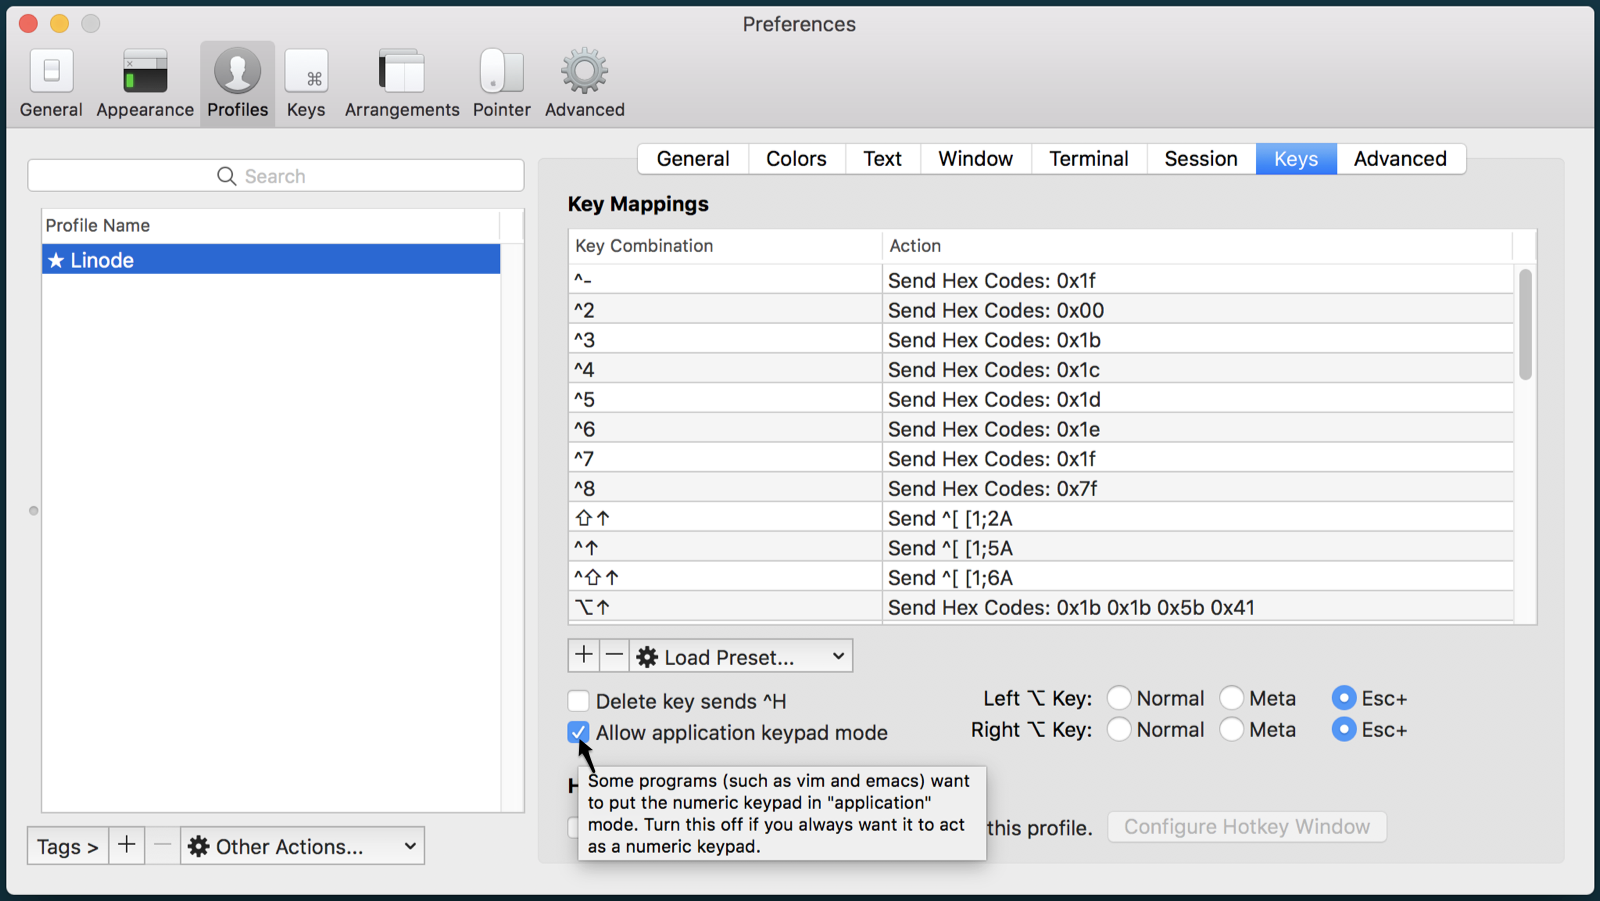 Preferences
General Appearance Profiles Keys Arrangements Pointer Advanced
Search
Profile Name
★ Linode
Tags > + − Other Actions...
General Colors Text Window Terminal Session Keys Advanced
Key Mappings
Key Combination Action
^- Send Hex Codes: 0x1f
^2 Send Hex Codes: 0x00
^3 Send Hex Codes: 0x1b
^4 Send Hex Codes: 0x1c
^5 Send Hex Codes: 0x1d
^6 Send Hex Codes: 0x1e
^7 Send Hex Codes: 0x1f
^8 Send Hex Codes: 0x7f
⇧↑ Send ^[ [1;2A
^↑ Send ^[ [1;5A
^⇧↑ Send ^[ [1;6A
⌥↑ Send Hex Codes: 0x1b 0x1b 0x5b 0x41
+ − Load Preset...
Delete key sends ^H
Allow application keypad mode
Left ⌥ Key: Normal Meta Esc+
Right ⌥ Key: Normal Meta Esc+
Some programs (such as vim and emacs) want
to put the numeric keypad in "application"
mode. Turn this off if you always want it to act
as a numeric keypad.
this profile. Configure Hotkey Window